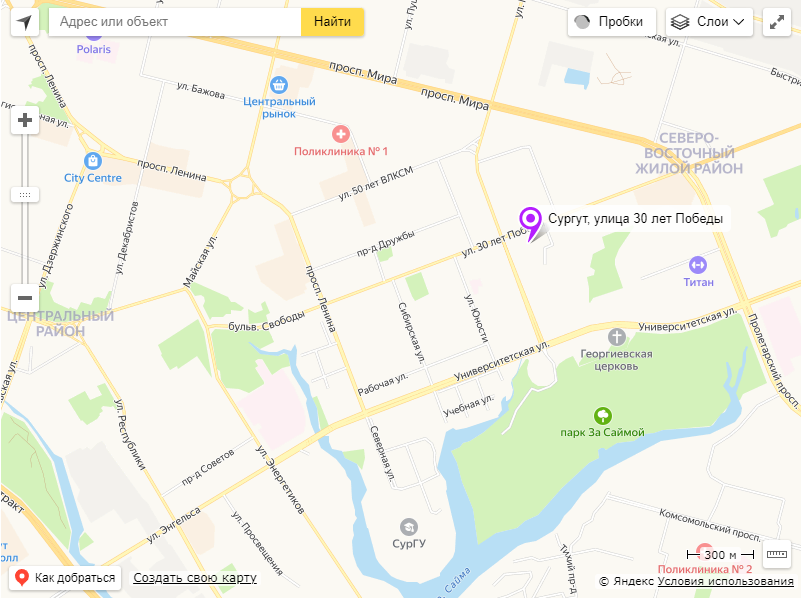 Адрес или объект
Найти
Пробки
Слои
Polaris
просп. Ленина
ул. Бажова
Центральный
рынок
просп. Мира
просп. Мира
Поликлиника № 1
СЕВЕРО-
ВОСТОЧНЫЙ
ЖИЛОЙ РАЙОН
City Centre
просп. Ленина
ул. 50 лет ВЛКСМ
ул. Дзержинского
ул. Декабристов
Майская ул.
пр-д Дружбы
ул. 30 лет Поб
Сургут, улица 30 лет Победы
Титан
ЦЕНТРАЛЬНЫЙ
РАЙОН
просп. Ленина
бульв. Свободы
Сибирская ул.
ул. Юности
Университетская ул.
Университетская ул.
Пролетарский просп.
Георгиевская
церковь
Рабочая ул.
Учебная ул.
парк За Саймой
ул. Республики
Северная ул.
пр-д Советов
ул. Энергетиков
ул. Энгельса
ул. Просвещения
СурГУ
Комсомольский просп.
Тихий пр-д
300 м
Поликлиника № 2
Сайма
Как добраться
Создать свою карту
© Яндекс Условия использования